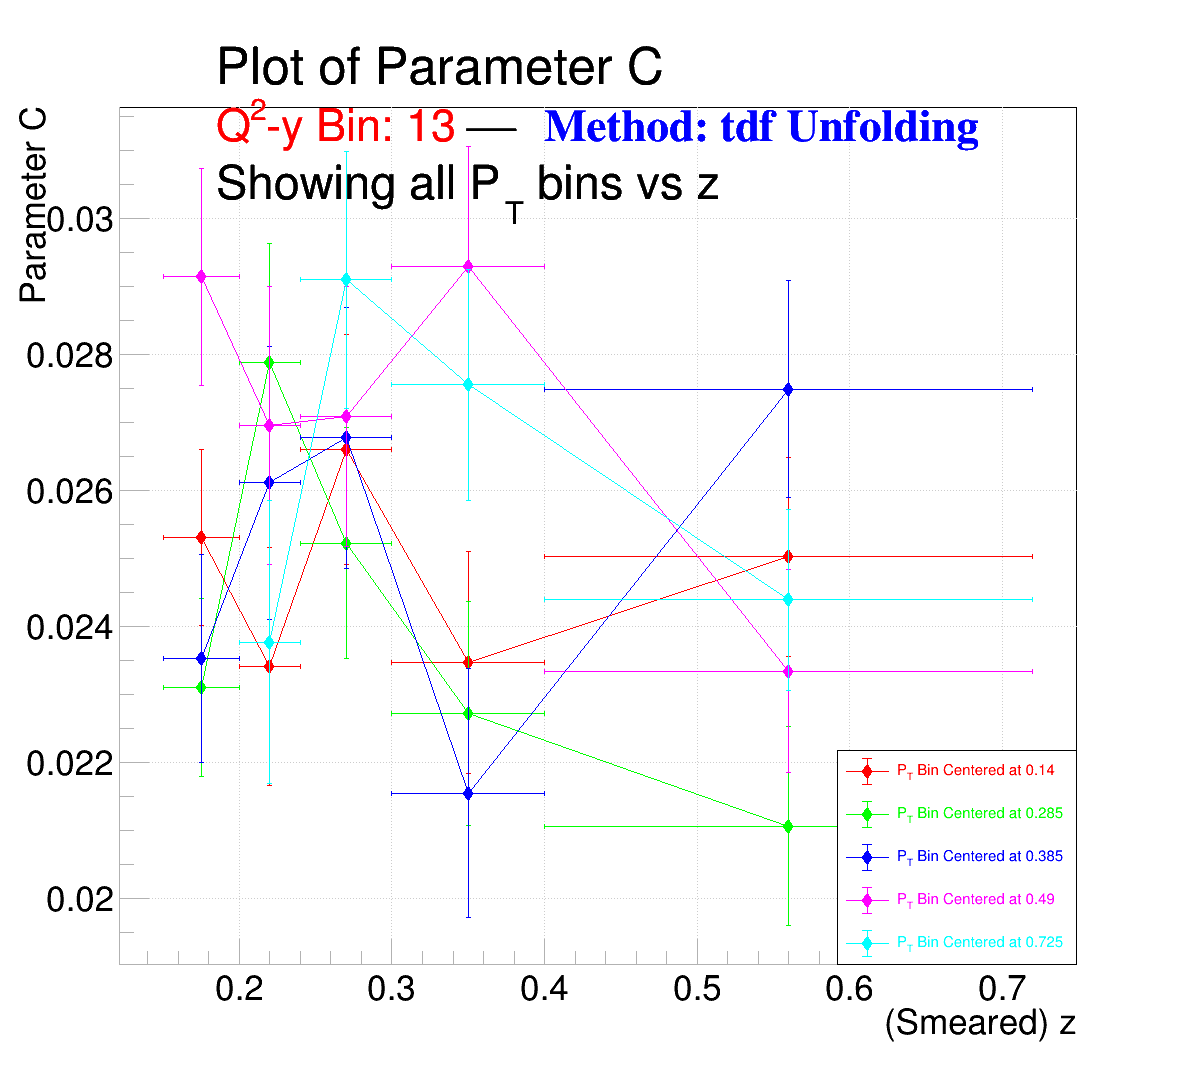 Plot of Parameter C
Q2-y Bin: 13 — Method: tdf Unfolding
Showing all PT bins vs z
Parameter C
0.03
0.028
0.026
0.024
0.022
0.02
PT Bin Centered at 0.14
PT Bin Centered at 0.285
PT Bin Centered at 0.385
PT Bin Centered at 0.49
PT Bin Centered at 0.725
0.2 0.3 0.4 0.5 0.6 0.7
(Smeared) z